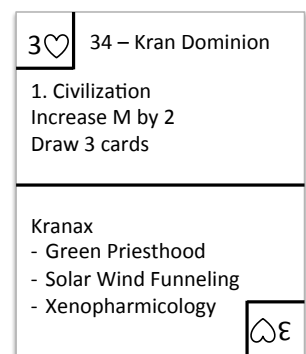 3♡ 34 – Kran Dominion
1. Civilization
Increase M by 2
Draw 3 cards
Kranax
- Green Priesthood
- Solar Wind Funneling
- Xenopharmicology
3♡